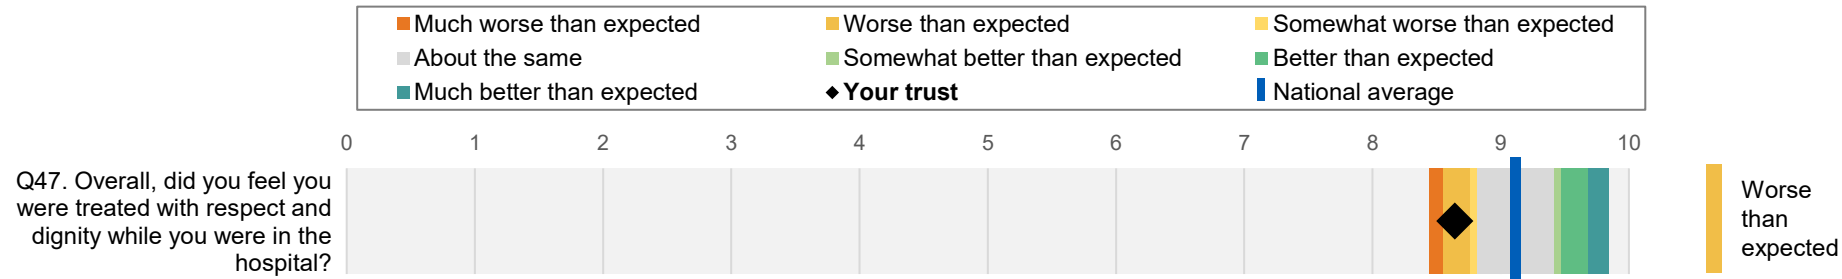 Much worse than expected
Worse than expected
Somewhat worse than expected
About the same
Somewhat better than expected
Better than expected
Much better than expected
Your trust
National average
0 1 2 3 4 5 6 7 8 9 10
Q47. Overall, did you feel you
were treated with respect and
dignity while you were in the
hospital?
Worse
than
expected